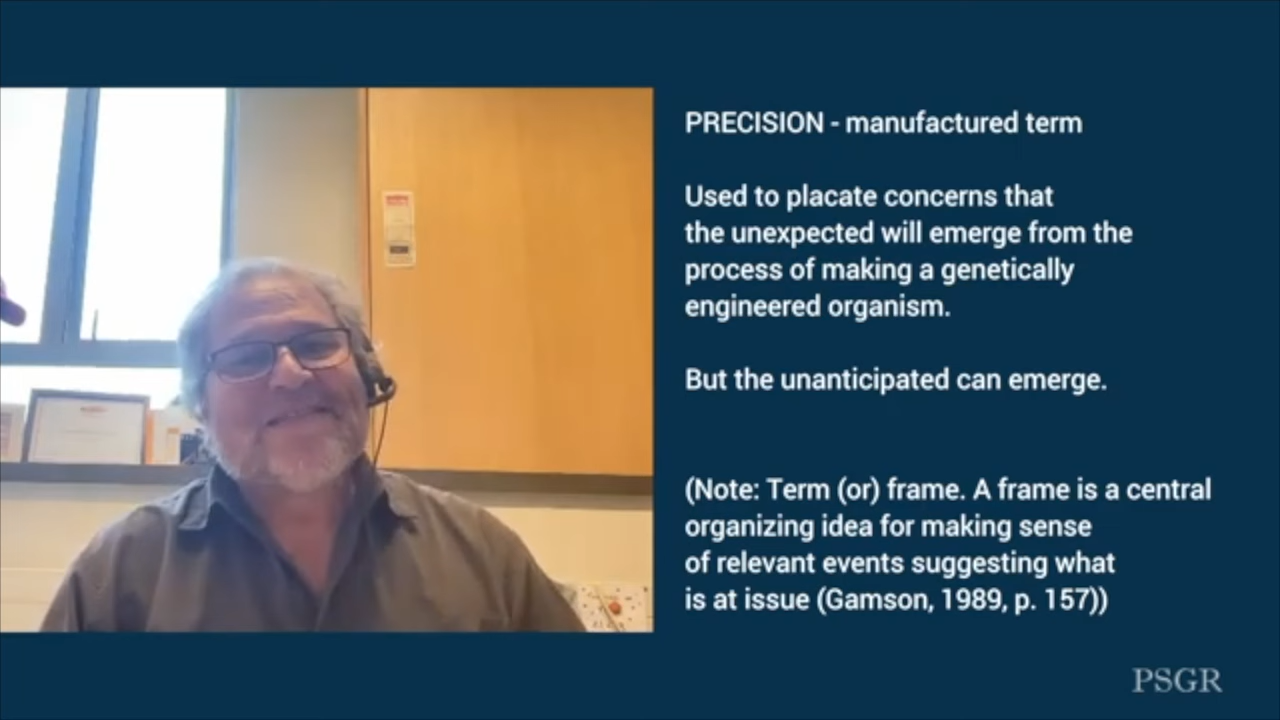 PRECISION - manufactured term
Used to placate concerns that
the unexpected will emerge from the
process of making a genetically
engineered organism.
But the unanticipated can emerge.
(Note: Term (or) frame. A frame is a central
organizing idea for making sense
of relevant events suggesting what
is at issue (Gamson, 1989, p. 157))
PSGR